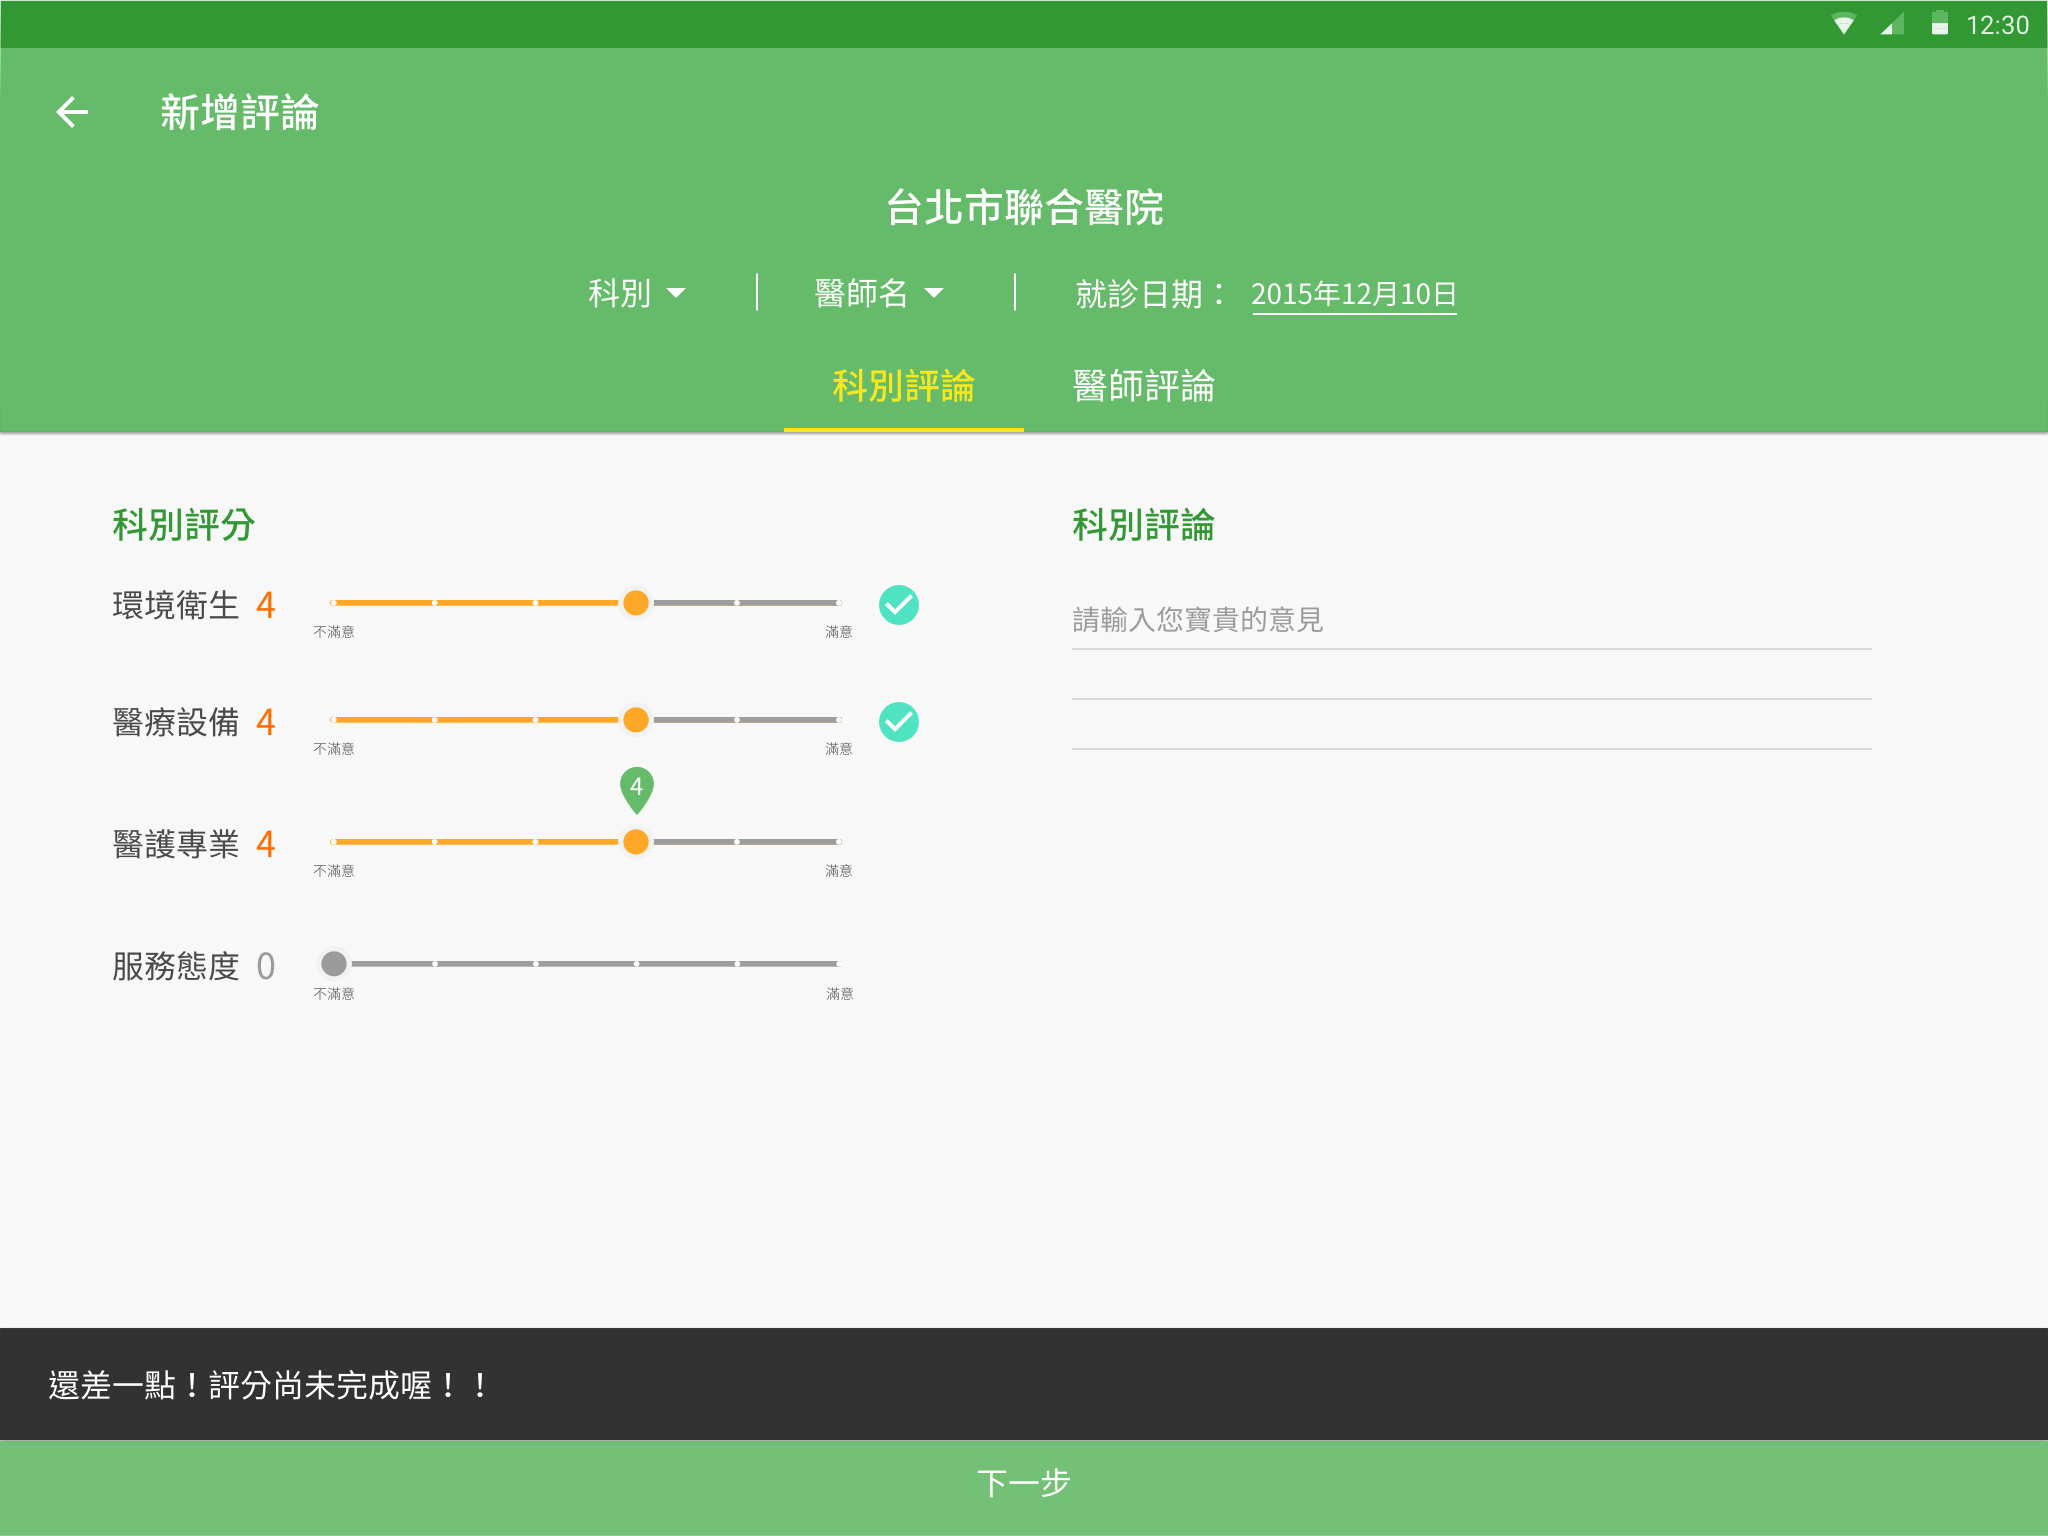 12:30
新增評論
台北市聯合醫院
科別 醫師名 就診日期： 2015年12月10日
科別評論 醫師評論
科別評分
環境衛生 4
不滿意 滿意
醫療設備 4
不滿意 滿意
4
醫護專業 4
不滿意 滿意
服務態度 0
不滿意 滿意
科別評論
請輸入您寶貴的意見
還差一點！評分尚未完成喔！！
下一步